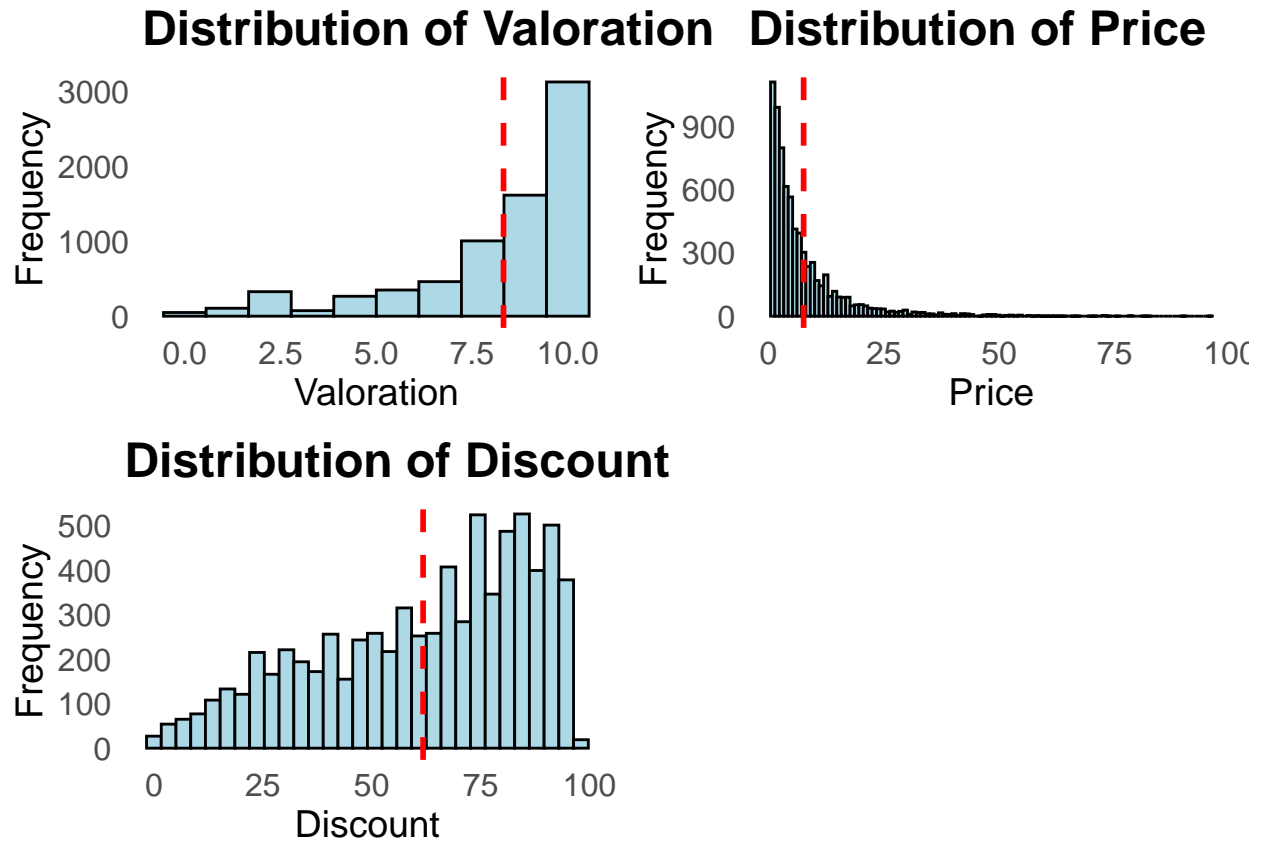 Distribution of Valoration
Frequency
3000
2000
1000
0
0.0 2.5 5.0 7.5 10.0
Valoration
Distribution of Price
Frequency
900
600
300
0
0 25 50 75 100
Price
Distribution of Discount
Frequency
500
400
300
200
100
0
0 25 50 75 100
Discount